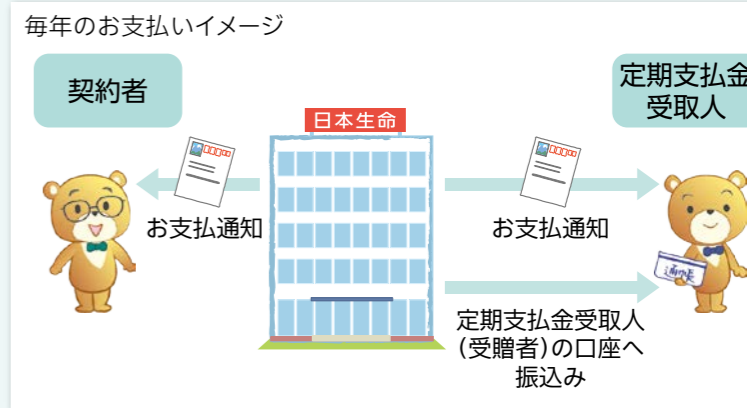 毎年のお支払いイメージ
契約者
定期支払金
受取人
日本生命
お支払通知
お支払通知
通帳
定期支払金受取人
(受贈者)の口座へ
振込み